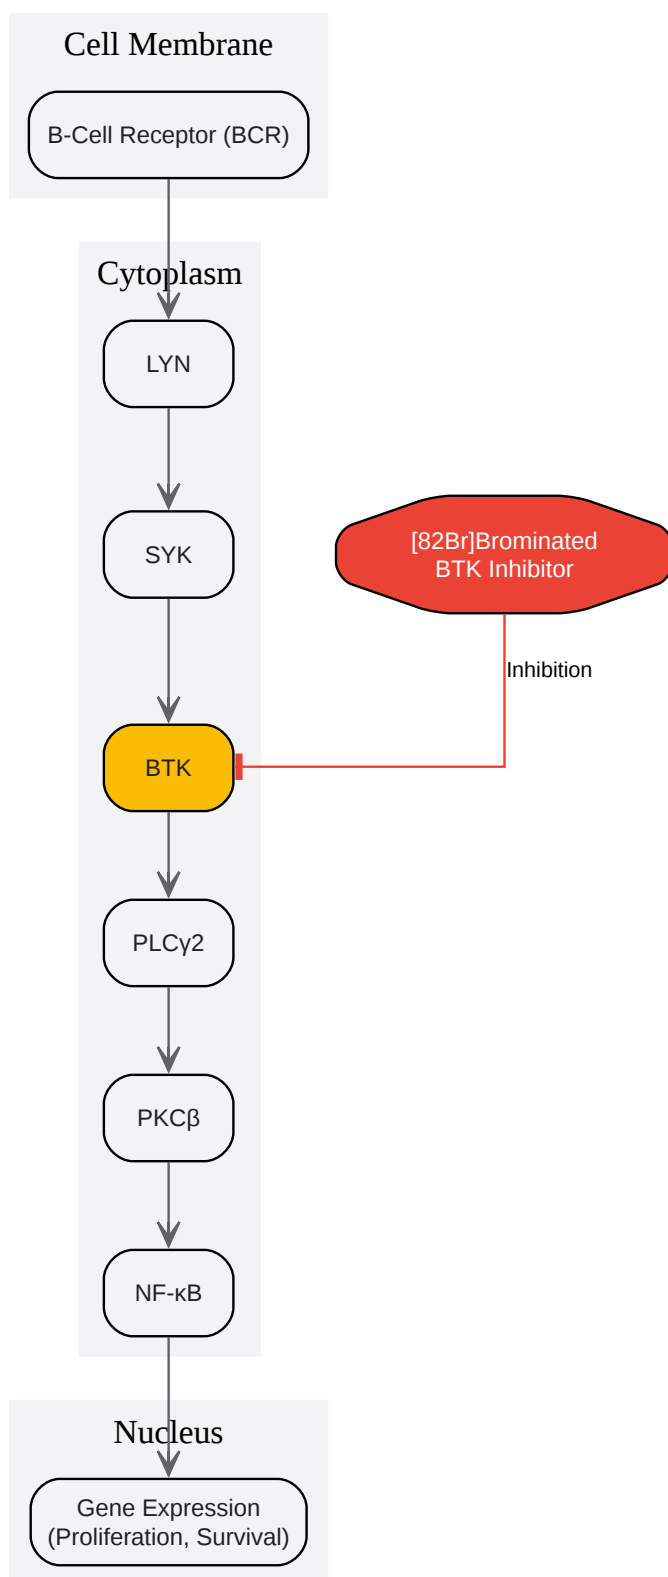 Cell Membrane
B-Cell Receptor (BCR)
Cytoplasm
LYN
SYK
[82Br]Brominated
BTK Inhibitor
Inhibition
BTK
PLCγ2
PKCβ
NF-κB
Nucleus
Gene Expression
(Proliferation, Survival)